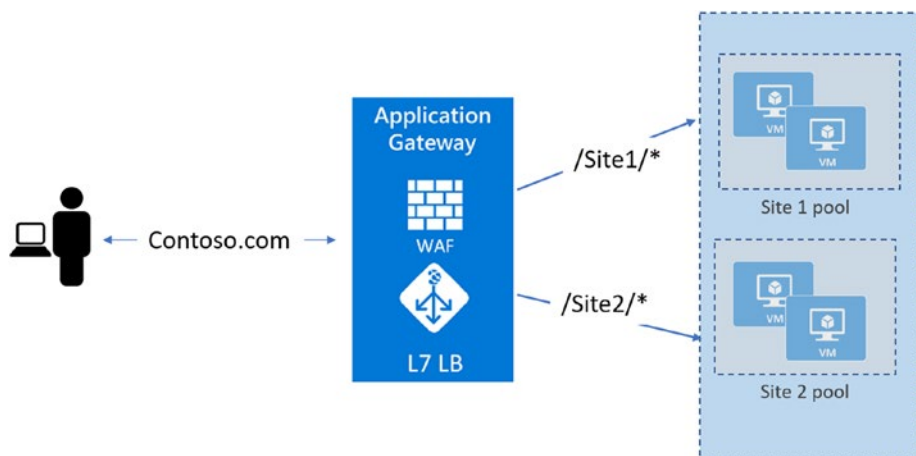 Application
Gateway
WAF
L7 LB
Contoso.com
/Site1/*
/Site2/*
VM
VM
Site 1 pool
VM
VM
Site 2 pool